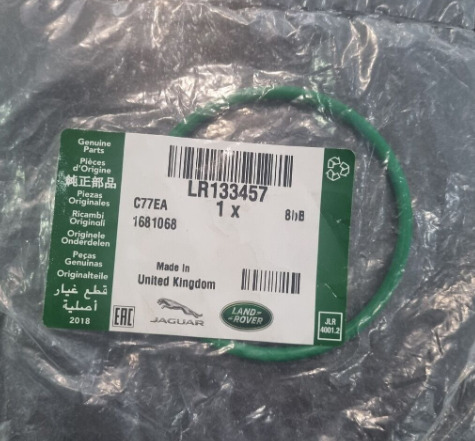 Genuine
Parts
Pièces
d'Origine
純正部品
Piezas
Originales
Ricambi
Originali
Originele
Onderdelen
Peças
Genuínas
Originalteile
قطع غيار
أصلية
2018
LR133457
1 x
C77EA
8HB
1681068
Made in
United Kingdom
EAC
JAGUAR
LAND-
-ROVER
JLR
4001.2